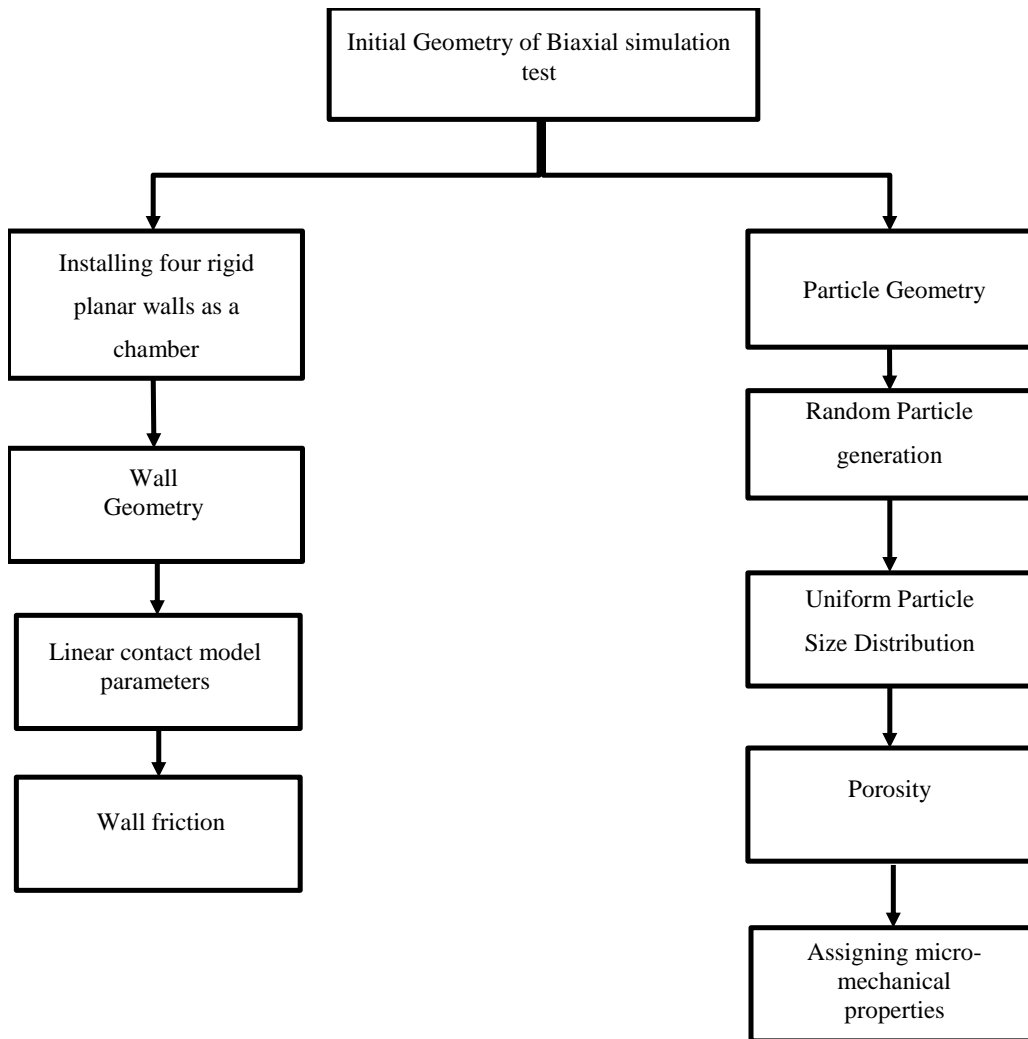 Initial Geometry of Biaxial simulation
test
Installing four rigid
planar walls as a
chamber
Wall
Geometry
Linear contact model
parameters
Wall friction
Particle Geometry
Random Particle
generation
Uniform Particle
Size Distribution
Porosity
Assigning micro-
mechanical
properties